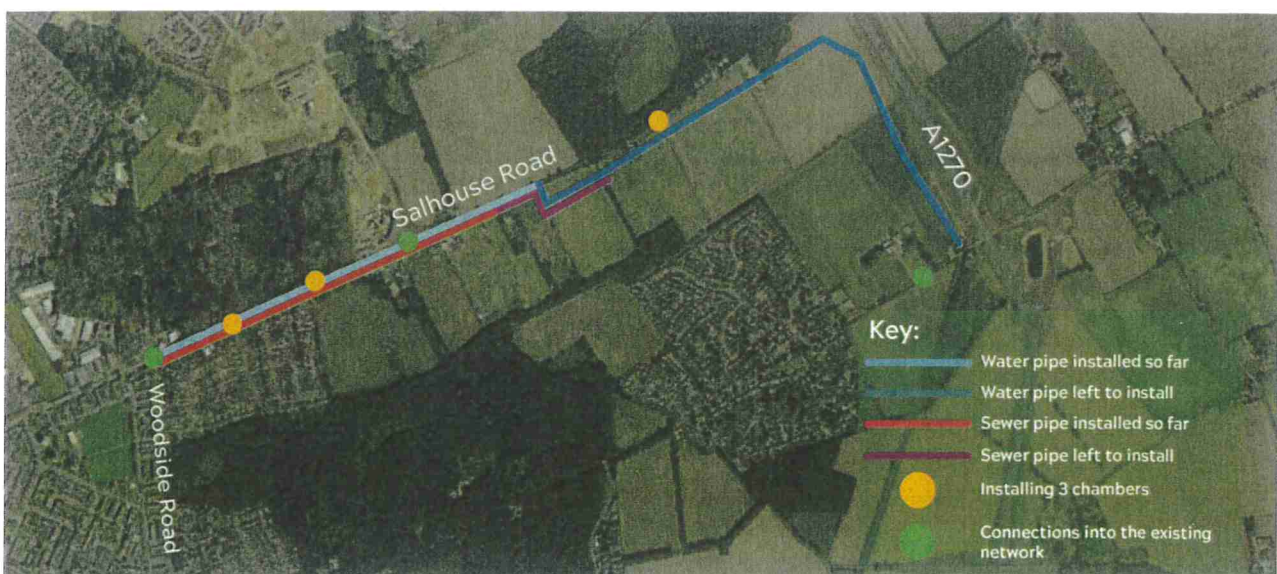 Salhouse Road
A1270
Woodside Road
Key:
Water pipe installed so far
Water pipe left to install
Sewer pipe installed so far
Sewer pipe left to install
Installing 3 chambers
Connections into the existing
network